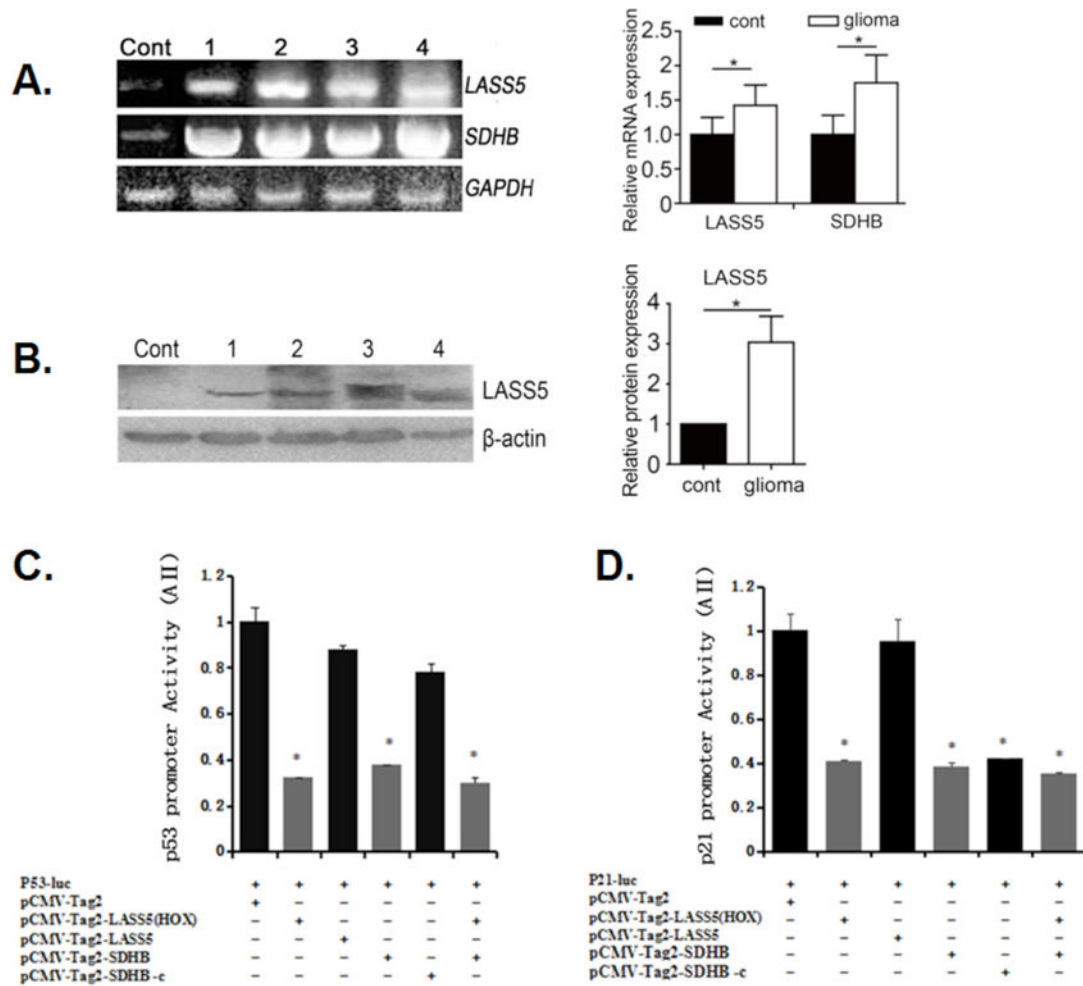 A.
Cont 1 2 3 4
LASS5
SDHB
GAPDH
cont glioma
Relative mRNA expression
2.5
2.0
1.5
1.0
0.5
0
* *
LASS5 SDHB
B.
Cont 1 2 3 4
LASS5
β-actin
LASS5
Relative protein expression
4
3
2
1
0
*
cont glioma
C.
p53 promoter Activity (AII)
1.2
1
0.8
0.6
0.4
0.2
0
* * *
P53-luc + + + + + +
pCMV-Tag2 + – – – – –
pCMV-Tag2-LASS5(HOX) – + – – – +
pCMV-Tag2-LASS5 – – + – – –
pCMV-Tag2-SDHB – – – + – +
pCMV-Tag2-SDHB -c – – – – + –
D.
p21 promoter Activity (AII)
1.2
1
0.8
0.6
0.4
0.2
0
* * * *
P21-luc + + + + + +
pCMV-Tag2 + – – – – –
pCMV-Tag2-LASS5(HOX) – + – – – +
pCMV-Tag2-LASS5 – – + – – –
pCMV-Tag2-SDHB – – – + – +
pCMV-Tag2-SDHB -c – – – – + –